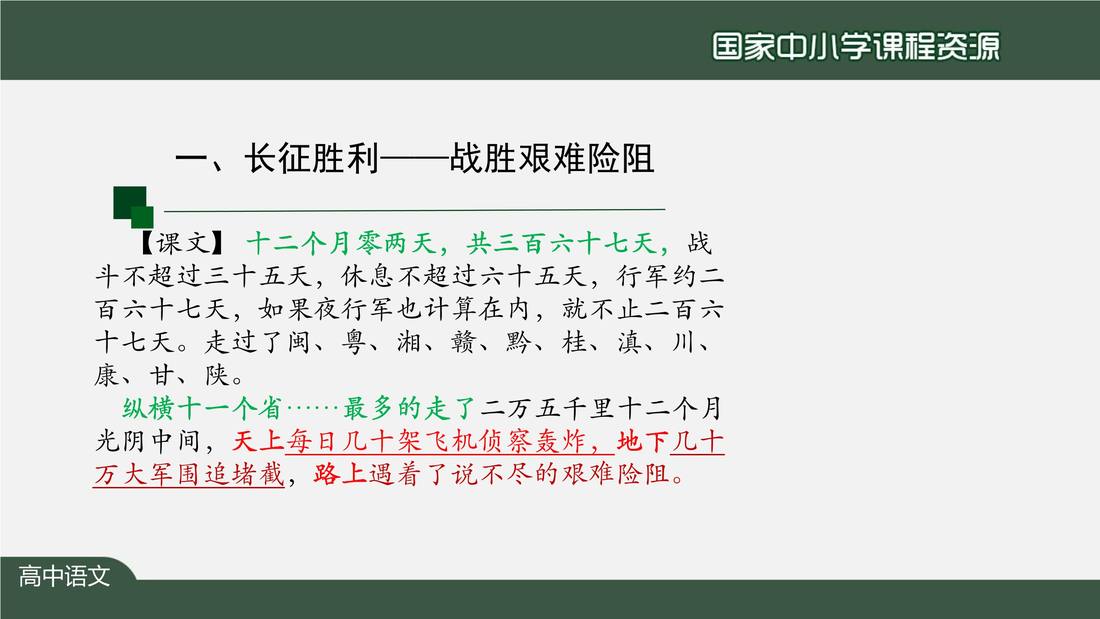 国家中小学课程资源
一、长征胜利——战胜艰难险阻
【课文】 十二个月零两天，共三百六十七天，战
斗不超过三十五天，休息不超过六十五天，行军约二
百六十七天，如果夜行军也计算在内，就不止二百六
十七天。走过了闽、粤、湘、赣、黔、桂、滇、川、
康、甘、陕。
纵横十一个省……最多的走了二万五千里十二个月
光阴中间，天上每日几十架飞机侦察轰炸，地下几十
万大军围追堵截，路上遇着了说不尽的艰难险阻。
高中语文